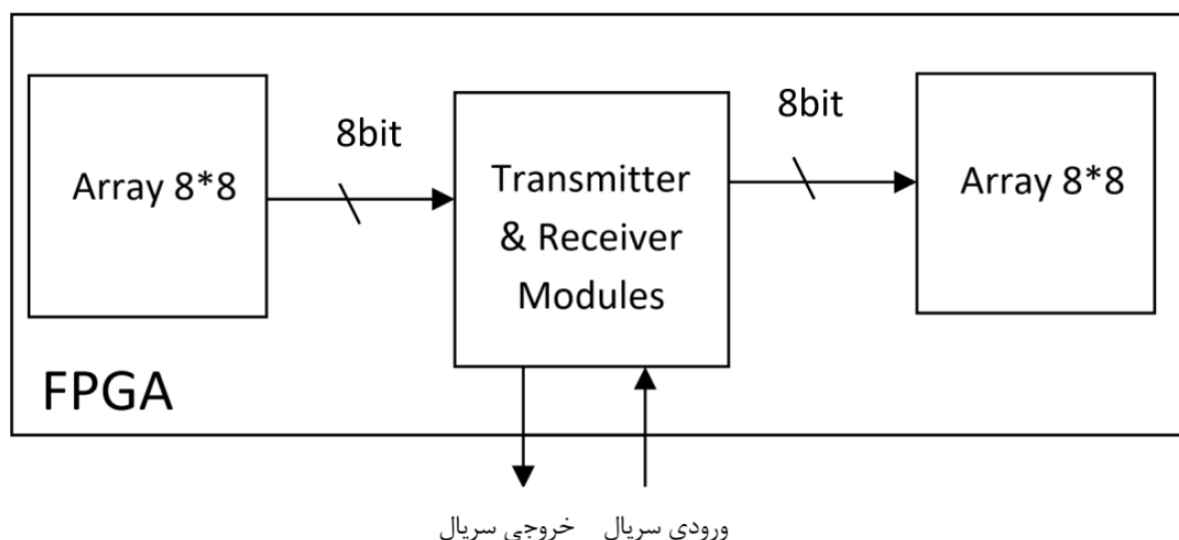 8bit
8bit
Array 8*8
Transmitter
& Receiver
Modules
Array 8*8
FPGA
خروجی سریال
ورودی سریال